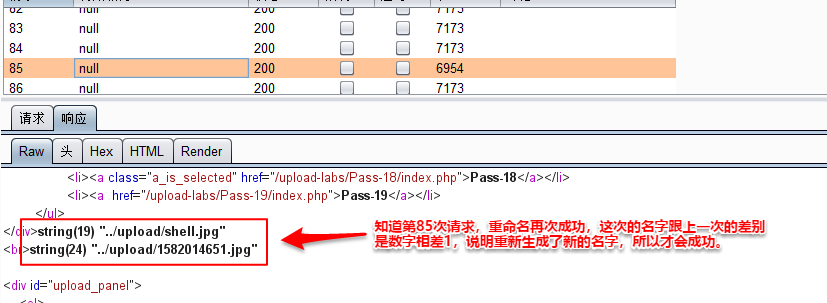 83 null 200 7173
84 null 200 7173
85 null 200 6954
86 null 200 7173
请求 响应
Raw 头 Hex HTML Render
<li><a class="a_is_selected" href="/upload-labs/Pass-18/index.php">Pass-18</a></li>
<li><a  href="/upload-labs/Pass-19/index.php">Pass-19</a></li>
</ul>
</div>string(19) "../upload/shell.jpg"
<br>string(24) "../upload/1582014651.jpg"
知道第85次请求，重命名再次成功，这次的名字跟上一次的差别
是数字相差1，说明重新生成了新的名字，所以才会成功。
<div id="upload_panel">